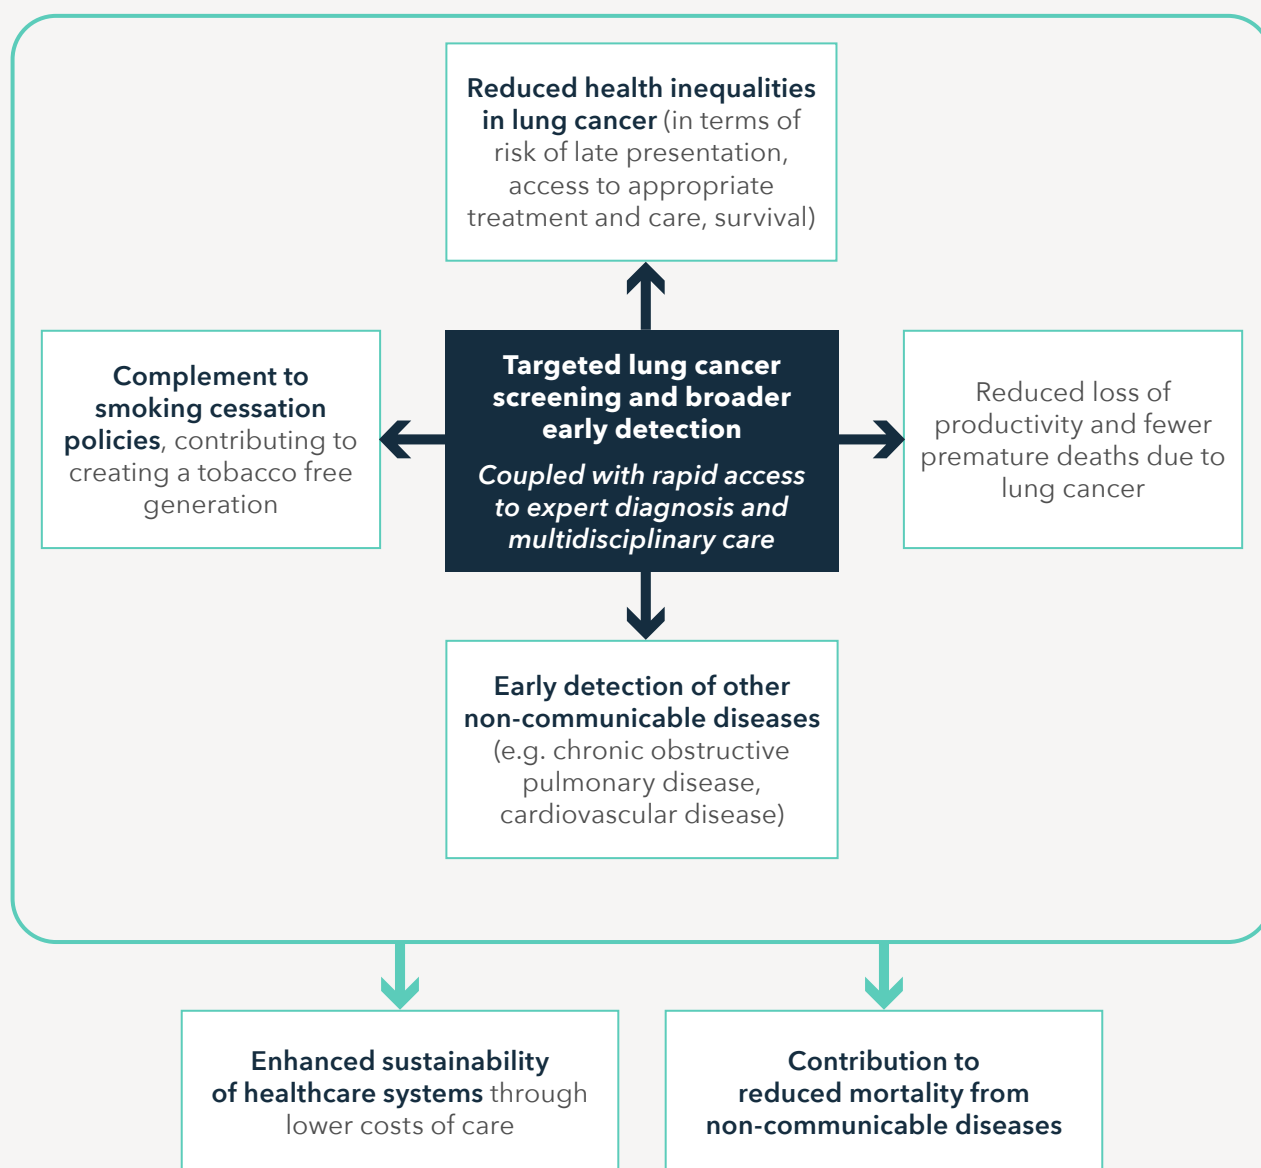 Reduced health inequalities
in lung cancer (in terms of
risk of late presentation,
access to appropriate
treatment and care, survival)
Complement to
smoking cessation
policies, contributing to
creating a tobacco free
generation
Targeted lung cancer
screening and broader
early detection
Coupled with rapid access
to expert diagnosis and
multidisciplinary care
Reduced loss of
productivity and fewer
premature deaths due to
lung cancer
Early detection of other
non-communicable diseases
(e.g. chronic obstructive
pulmonary disease,
cardiovascular disease)
Enhanced sustainability
of healthcare systems through
lower costs of care
Contribution to
reduced mortality from
non-communicable diseases